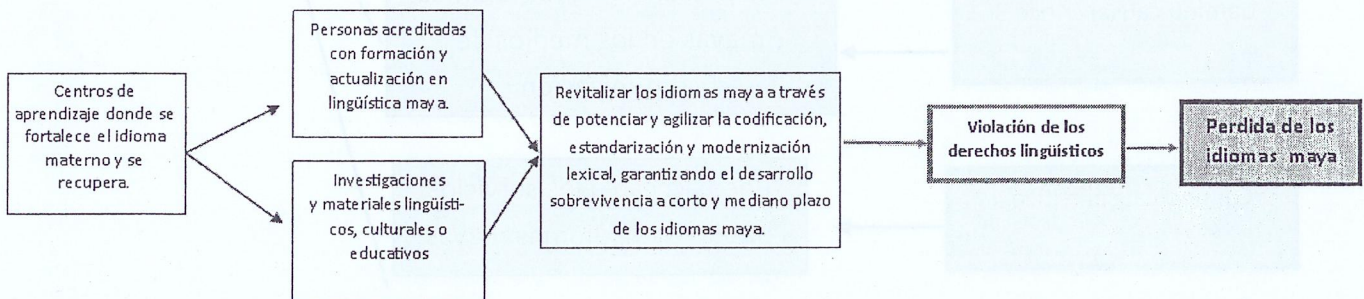 Centros de
aprendizaje donde se
fortalece el idioma
materno y se
recupera.
Personas acreditadas
con formación y
actualización en
lingüística maya.
Investigaciones
y materiales lingüísti-
cos, culturales o
educativos
Revitalizar los idiomas maya a través
de potenciar y agilizar la codificación,
estandarización y modernización
lexical, garantizando el desarrollo
sobrevivencia a corto y mediano plazo
de los idiomas maya.
Violación de los
derechos lingüísticos
Perdida de los
idiomas maya